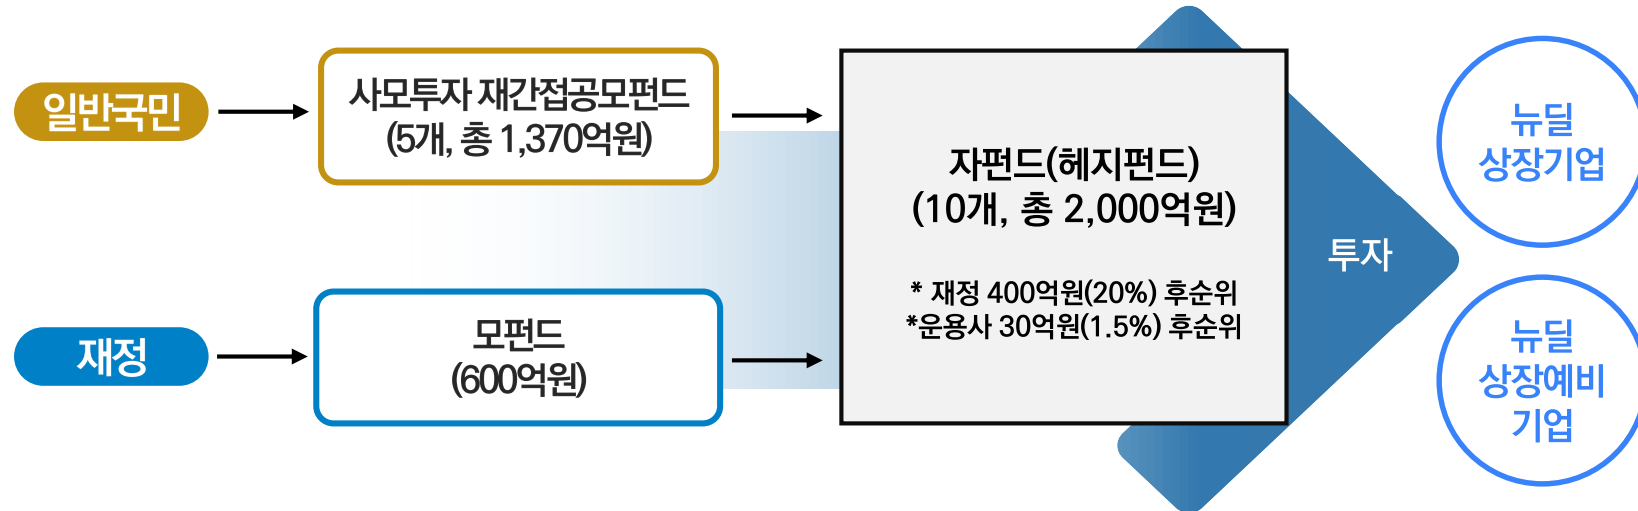 일반국민
사모투자 재간접공모펀드
(5개, 총 1,370억원)
재정
모펀드
(600억원)
자펀드(헤지펀드)
(10개, 총 2,000억원)
* 재정 400억원(20%) 후순위
*운용사 30억원(1.5%) 후순위
투자
뉴딜
상장기업
뉴딜
상장예비
기업